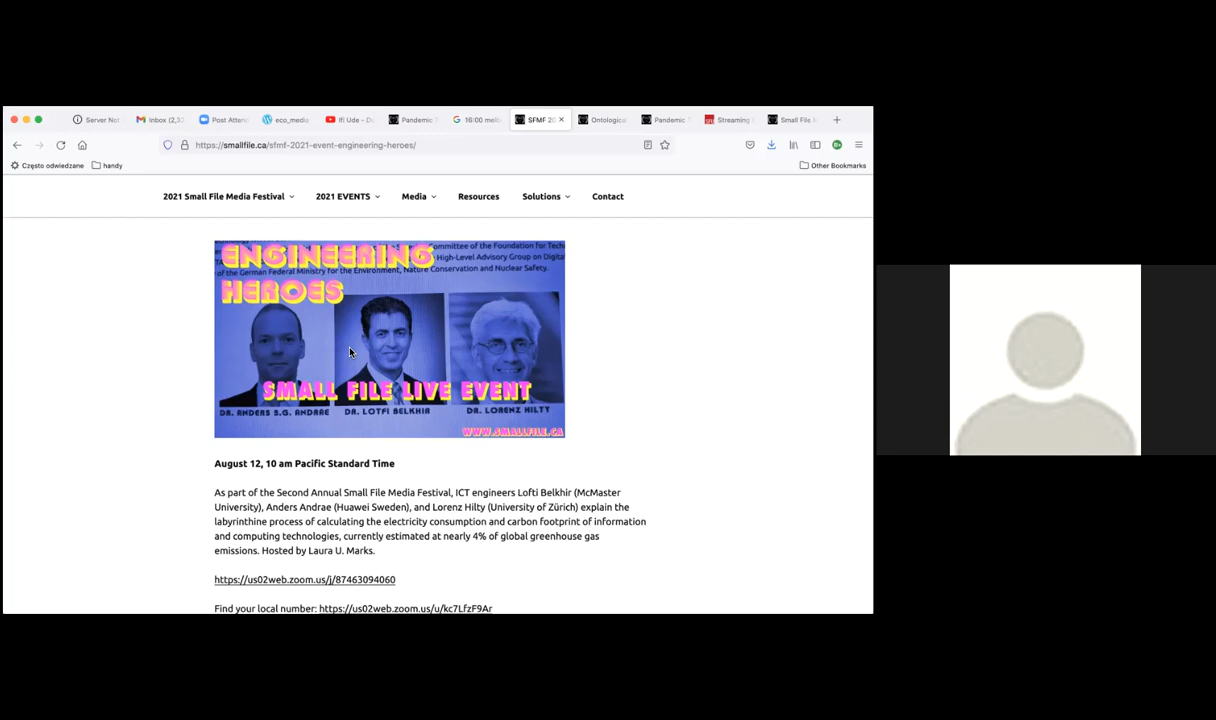 Server Not
Inbox (2,33
Post Attend
eco_media
Ifi Ude – Du
Pandemic T
16:00 melb
SFMF 20
Ontological
Pandemic T
Streaming
Small File M
https://smallfile.ca/sfmf-2021-event-engineering-heroes/
Często odwiedzane
handy
Other Bookmarks
2021 Small File Media Festival
2021 EVENTS
Media
Resources
Solutions
Contact
Committee of the Foundation for Tech
High-Level Advisory Group on Digita
of the German Federal Ministry for the Environment, Nature Conservation and Nuclear Safety.
ENGINEERING
HEROES
SMALL FILE LIVE EVENT
DR. ANDERS S.G. ANDRAE
DR. LOTFI BELKHIR
DR. LORENZ HILTY
WWW.SMALLFILE.CA
August 12, 10 am Pacific Standard Time
As part of the Second Annual Small File Media Festival, ICT engineers Lofti Belkhir (McMaster
University), Anders Andrae (Huawei Sweden), and Lorenz Hilty (University of Zürich) explain the
labyrinthine process of calculating the electricity consumption and carbon footprint of information
and computing technologies, currently estimated at nearly 4% of global greenhouse gas
emissions. Hosted by Laura U. Marks.
https://us02web.zoom.us/j/87463094060
Find your local number: https://us02web.zoom.us/u/kc7LfzF9Ar